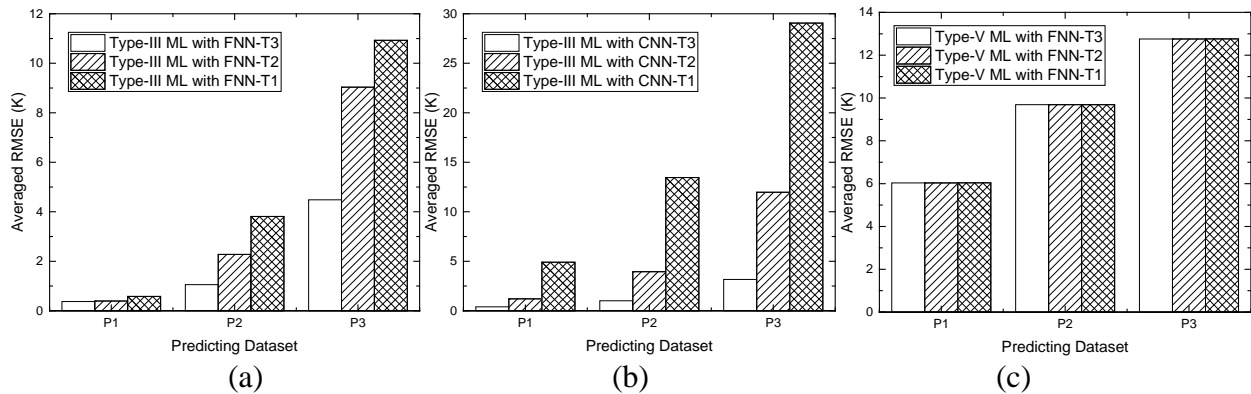 Averaged RMSE (K)
12
10
8
6
4
2
0
Type-III ML with FNN-T3
Type-III ML with FNN-T2
Type-III ML with FNN-T1
P1 P2 P3
Predicting Dataset
(a)
Averaged RMSE (K)
30
25
20
15
10
5
0
Type-III ML with CNN-T3
Type-III ML with CNN-T2
Type-III ML with CNN-T1
P1 P2 P3
Predicting Dataset
(b)
Averaged RMSE (K)
14
12
10
8
6
4
2
0
Type-V ML with FNN-T3
Type-V ML with FNN-T2
Type-V ML with FNN-T1
P1 P2 P3
Predicting Dataset
(c)